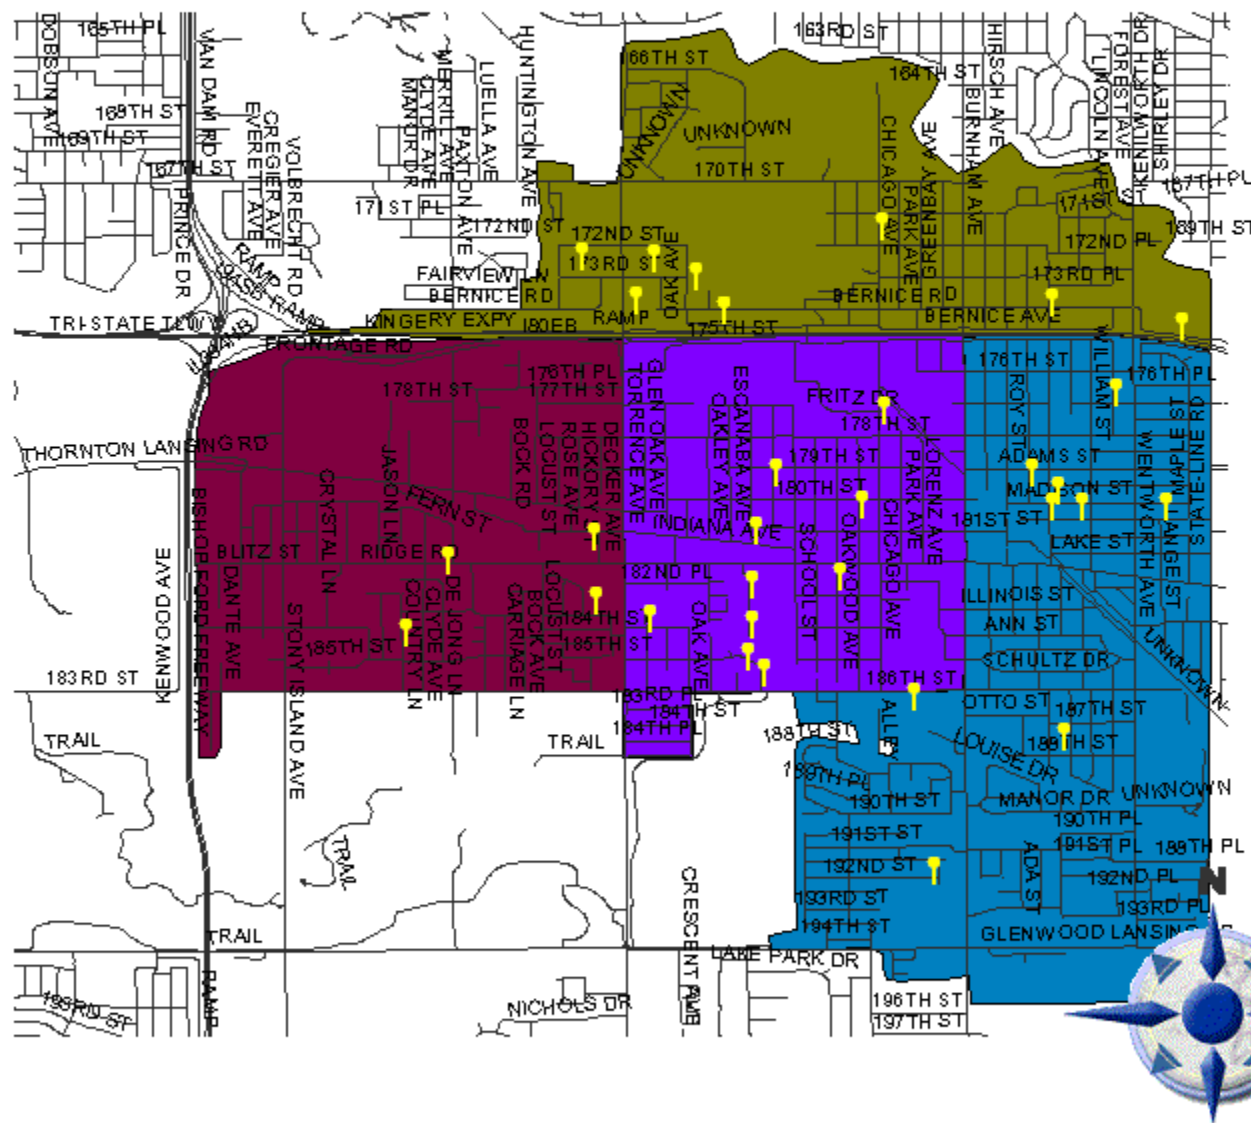 165TH PL
163RD ST
DOBSON AVE
VAN DAM RD
HUNTINGTON AVE
HIRSCH AVE
FOREST AVE
LINCOLN AVE
KENILWORTH DR
SHIRLEY DR
166TH ST
164TH ST
MERRILL AVE
CLYDE AVE
MANOR DR
LUELLA AVE
PAXTON AVE
168TH ST
169TH ST
167TH ST
EVERETT AVE
CREGIER AVE
VOLBRECHT RD
UNKNOWN
UNKNOWN
170TH ST
CHICAGO AVE
PARK AVE
GREENBAY AVE
BURNHAM AVE
167TH PL
169TH ST
171ST PL
171ST
172ND ST
172ND ST
172ND PL
PRINCE DR
RAMP
RAMP
FAIRVIEW LN
173RD ST
173RD PL
OAK AVE
BERNICE RD
BERNICE RD
BERNICE AVE
TRI-STATE TLWY
KINGERY EXPY
I80EB
RAMP
175TH ST
FRONTAGE RD
176TH ST
WILLIAM ST
176TH PL
176TH PL
177TH ST
178TH ST
GLEN OAK AVE
TORRENCE AVE
ESCANABA AVE
OAKLEY AVE
FRITZ DR
178TH ST
ROY ST
MAPLE ST
STATE LINE RD
THORNTON LANSING RD
JASON LN
BOCK RD
LOCUST ST
ROSE AVE
HICKORY
DECKER AVE
179TH ST
180TH ST
LORENZ AVE
PARK AVE
ADAMS ST
MADISON ST
WENTWORTH AVE
CRYSTAL LN
FERN ST
INDIANA AVE
181ST ST
LAKE ST
BISHOP FORD FREEWAY
BLITZ ST
RIDGE RD
182ND PL
SCHOOL ST
OAKWOOD AVE
CHICAGO AVE
KENNWOOD AVE
DANTE AVE
STONY ISLAND AVE
COUNTRY LN
CLYDE AVE
DE JONG LN
CARRIAGE LN
BOCK AVE
LOCUST ST
184TH ST
185TH ST
185TH ST
OAK AVE
ILLINOIS ST
ANN ST
SCHULTZ DR
UNKNOWN
183RD ST
186TH ST
183RD PL
184TH ST
184TH PL
OTTO ST
187TH ST
188TH ST
188TH ST
ALLEY
LOUISE DR
TRAIL
TRAIL
189TH PL
190TH ST
MANOR DR
UNKNOWN
190TH PL
191ST ST
191ST PL
188TH PL
TRAIL
192ND ST
192ND PL
ADA ST
N
193RD ST
193RD PL
CRESCENT AVE
194TH ST
TRAIL
LAKE PARK DR
196TH ST
197TH ST
NICHOLS DR
RAMP